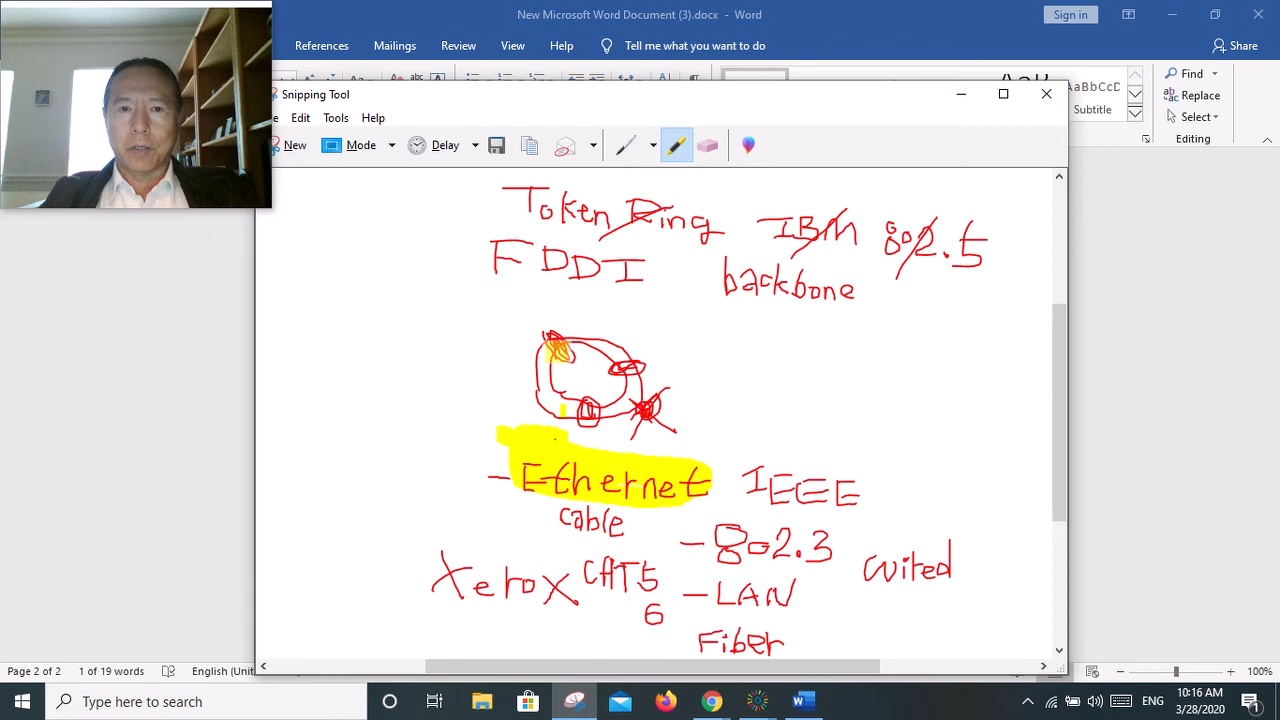 New Microsoft Word Document (3).docx - Word
Sign in
References Mailings Review View Help Tell me what you want to do Share
Find
Replace
Select
Editing
AaBbCcD
Subtitle
Snipping Tool
Edit Tools Help
New Mode Delay
Token Ring IBM 802.5
FDDI backbone
- Ethernet IEEE
cable
- 802.3 wired
Xerox CAT5
6
- LAN
Fiber
Page 2 of 2 1 of 19 words 100%
Type here to search
ENG
10:16 AM
3/28/2020